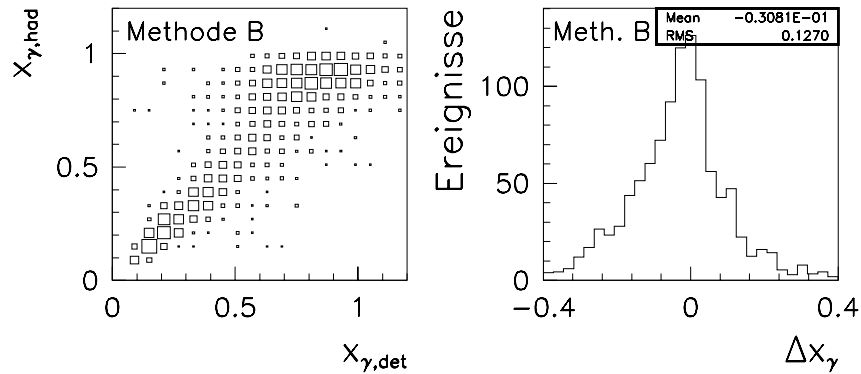 Methode B
x_γ,had
1
0.5
0
0 0.5 1
x_γ,det
Meth. B
Mean -0.3081E-01
RMS 0.1270
Ereignisse
100
50
0
-0.4 0 0.4
Δx_γ